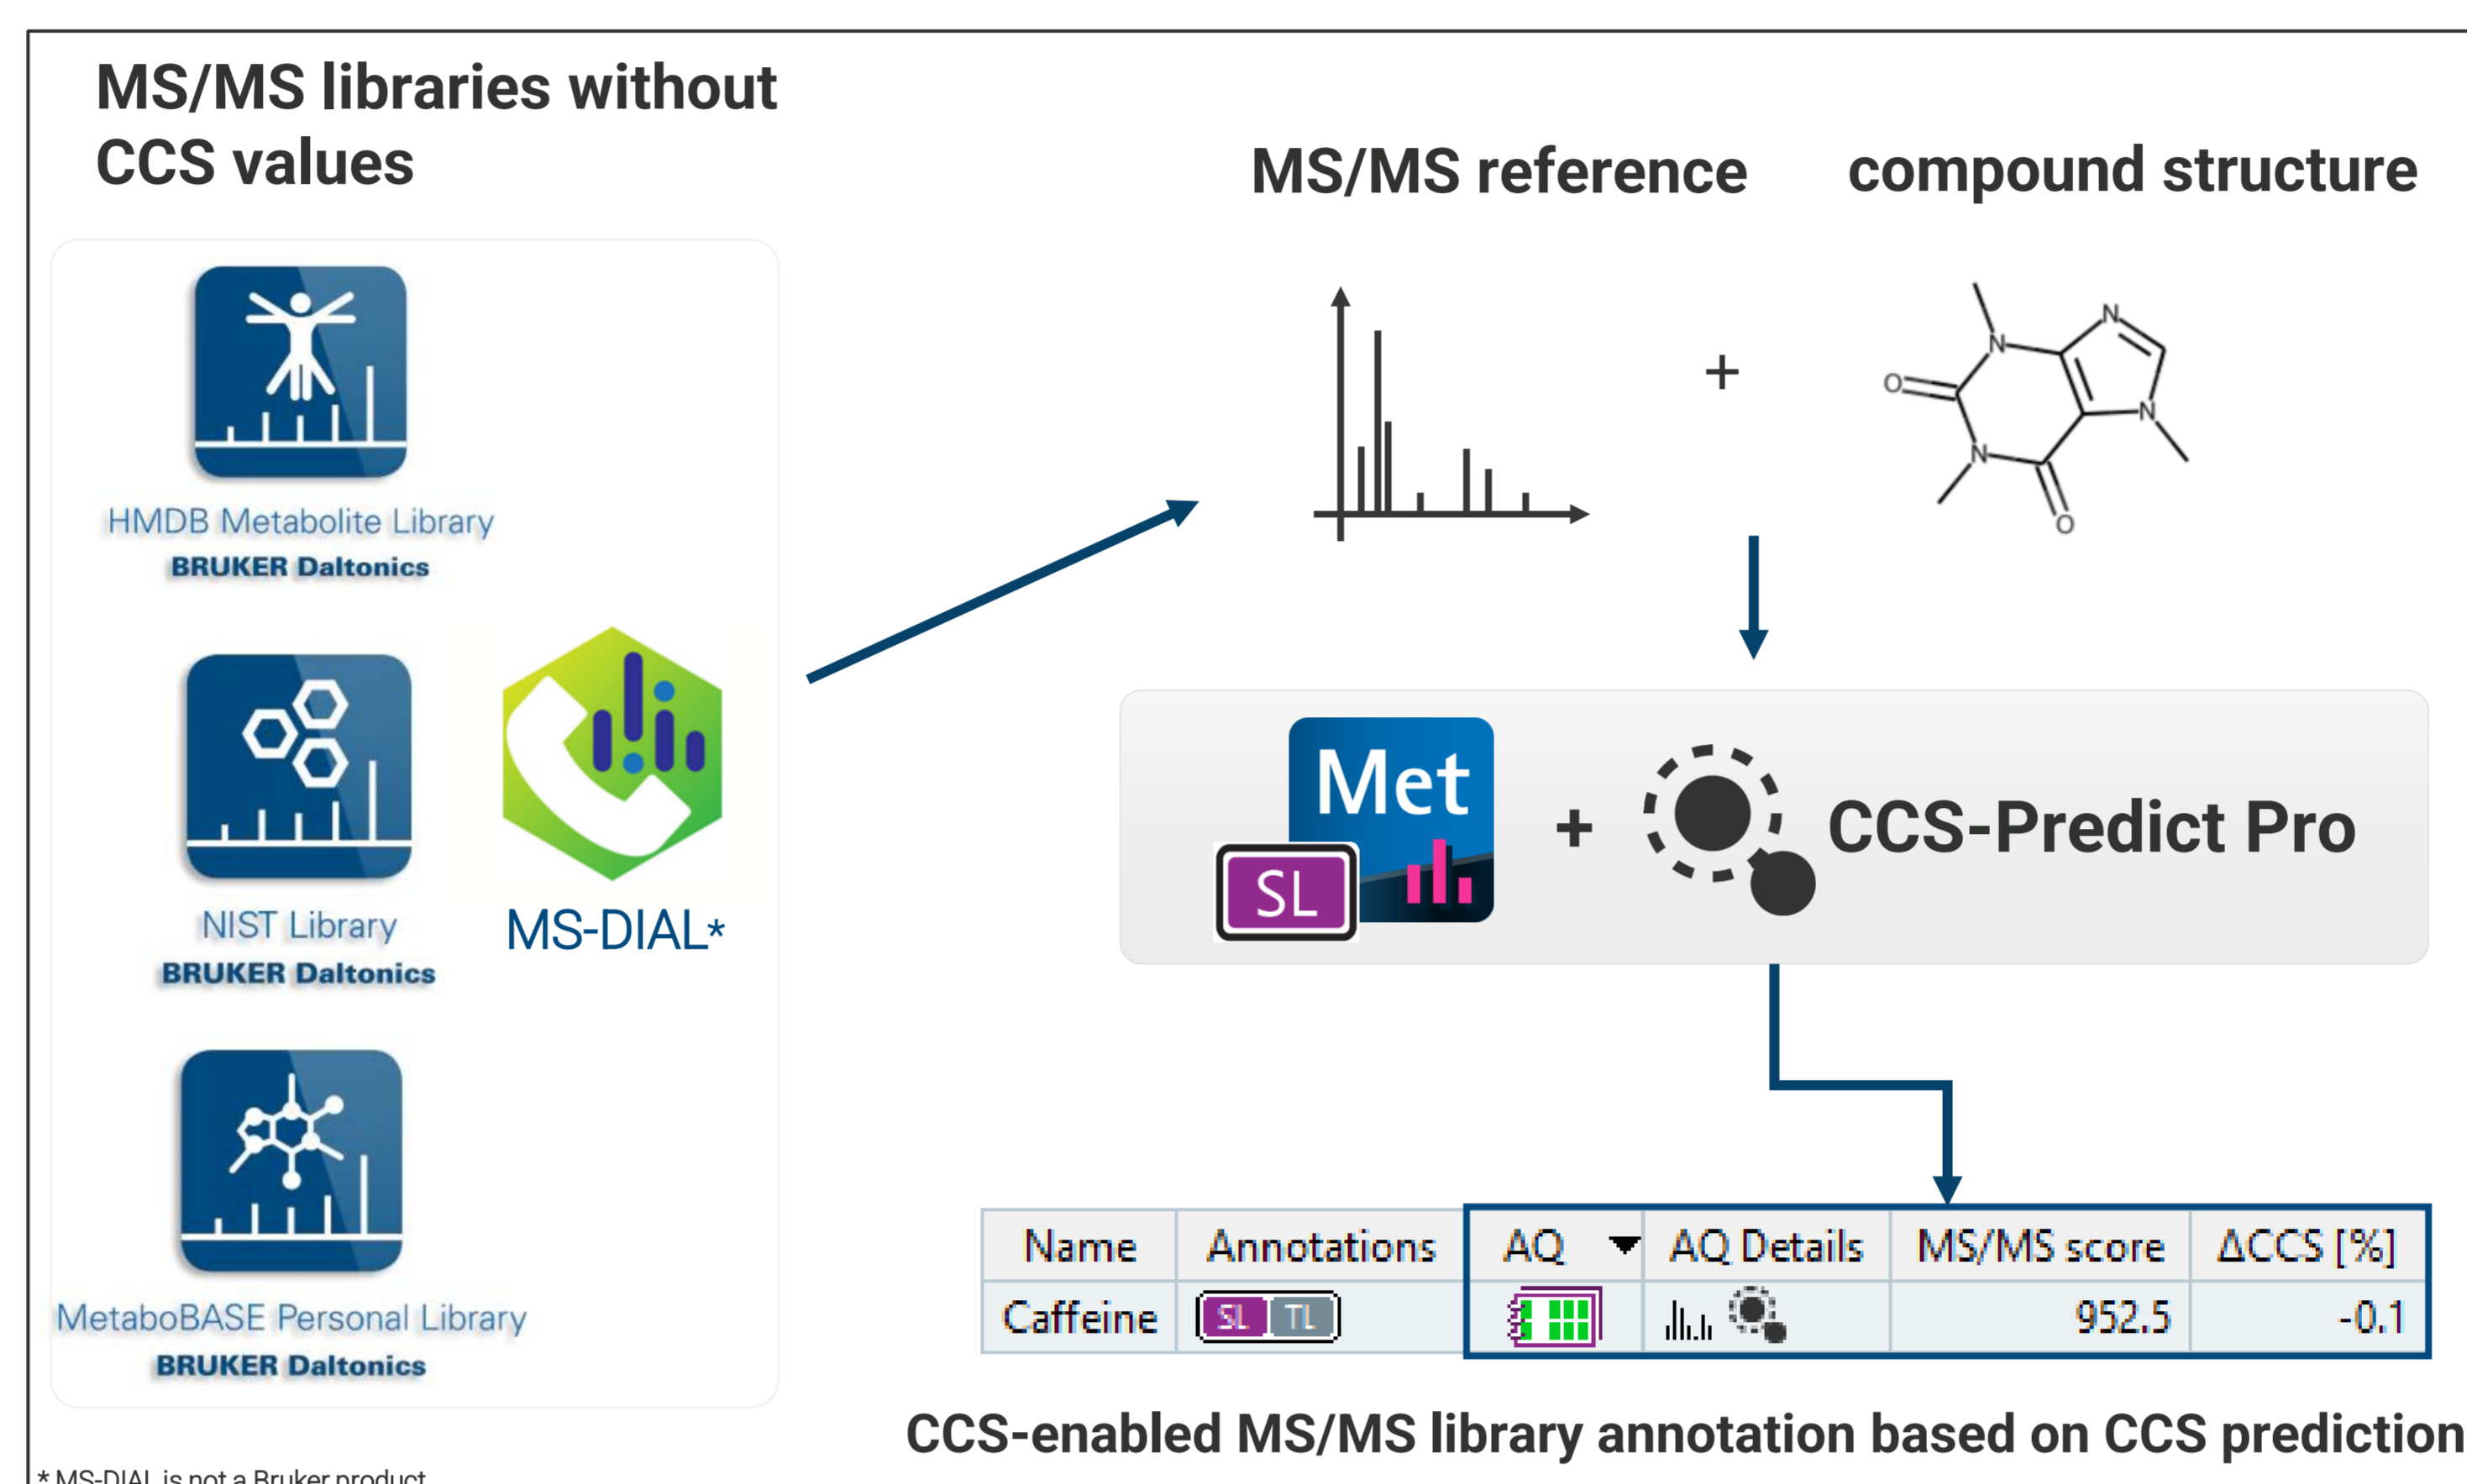 MS/MS libraries without
CCS values
HMDB Metabolite Library
BRUKER Daltonics
NIST Library
BRUKER Daltonics
MS-DIAL*
MetaboBASE Personal Library
BRUKER Daltonics
* MS-DIAL is not a Bruker product
MS/MS reference + compound structure
N
N
O
N
N
O
Met
SL
+ CCS-Predict Pro
Name Annotations AQ AQ Details MS/MS score ΔCCS [%]
Caffeine SL TL 952.5 -0.1
CCS-enabled MS/MS library annotation based on CCS prediction